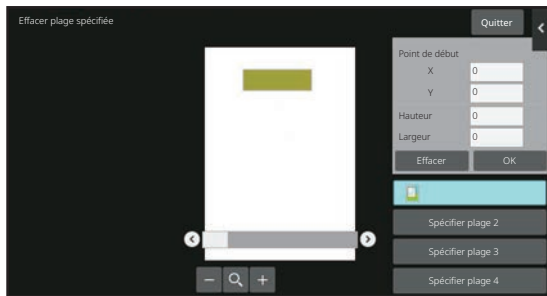 Effacer plage spécifiée
Quitter
Point de début
X 0
Y 0
Hauteur 0
Largeur 0
Effacer OK
Spécifier plage 2
Spécifier plage 3
Spécifier plage 4